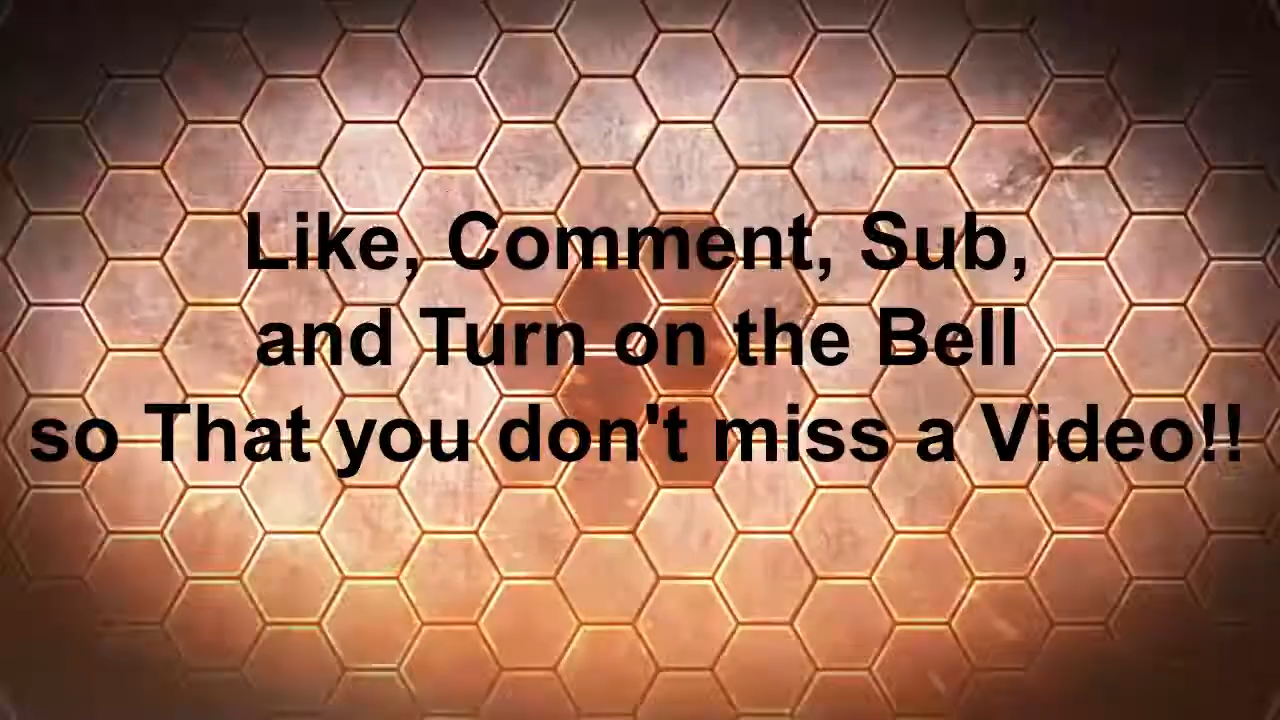 Like, Comment, Sub,
and Turn on the Bell
so That you don't miss a Video!!